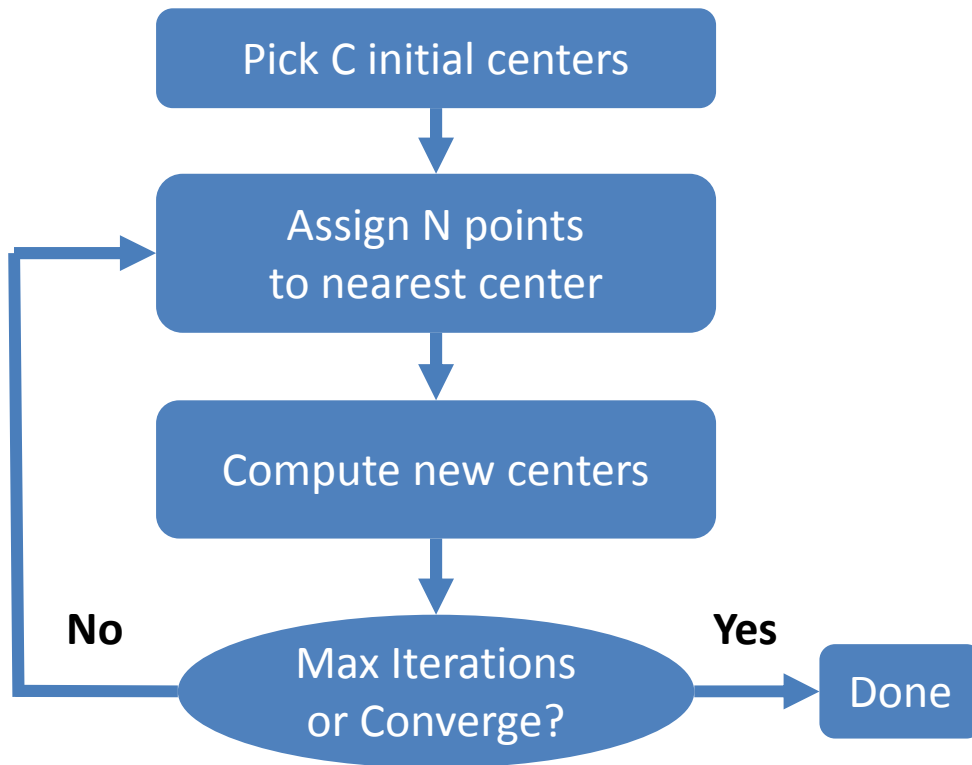 Pick C initial centers
Assign N points
to nearest center
Compute new centers
No
Yes
Max Iterations
or Converge?
Done